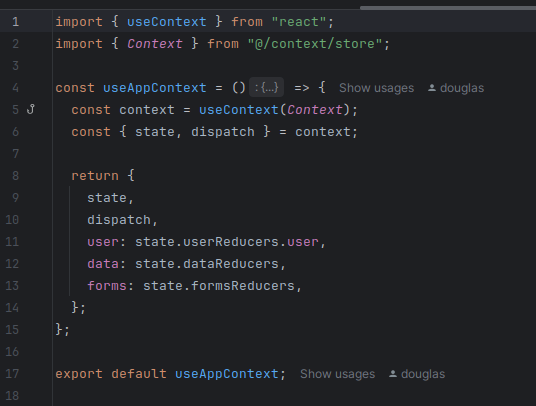 1 import { useContext } from "react";
2 import { Context } from "@/context/store";
3
4 const useAppContext = () :{...} => { Show usages douglas
5   const context = useContext(Context);
6   const { state, dispatch } = context;
7
8   return {
9     state,
10     dispatch,
11     user: state.userReducers.user,
12     data: state.dataReducers,
13     forms: state.formsReducers,
14   };
15 };
16
17 export default useAppContext; Show usages douglas
18